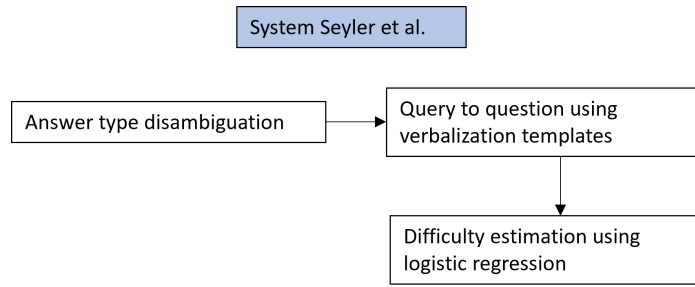 System Seyler et al.
Answer type disambiguation
Query to question using
verbalization templates
Difficulty estimation using
logistic regression